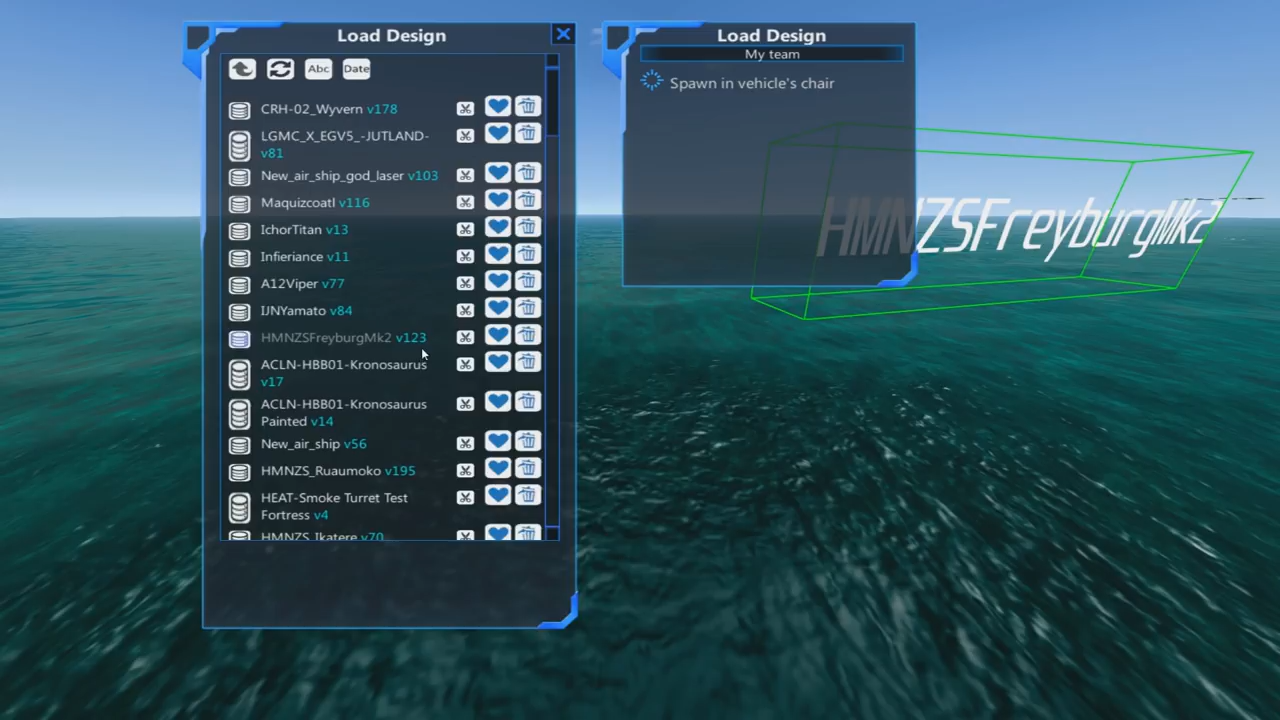 Load Design
Abc
Date
CRH-02_Wyvern v178
LGMC_X_EGV5_-JUTLAND-
v81
New_air_ship_god_laser v103
Maquizcoatl v116
IchorTitan v13
Infieriance v11
A12Viper v77
IJNYamato v84
HMNZSFreyburgMk2 v123
ACLN-HBB01-Kronosaurus
v17
ACLN-HBB01-Kronosaurus
Painted v14
New_air_ship v56
HMNZS_Ruaumoko v195
HEAT-Smoke Turret Test
Fortress v4
HMNZS_Ikatere v70
Load Design
My team
Spawn in vehicle's chair
HMNZSFreyburgMk2